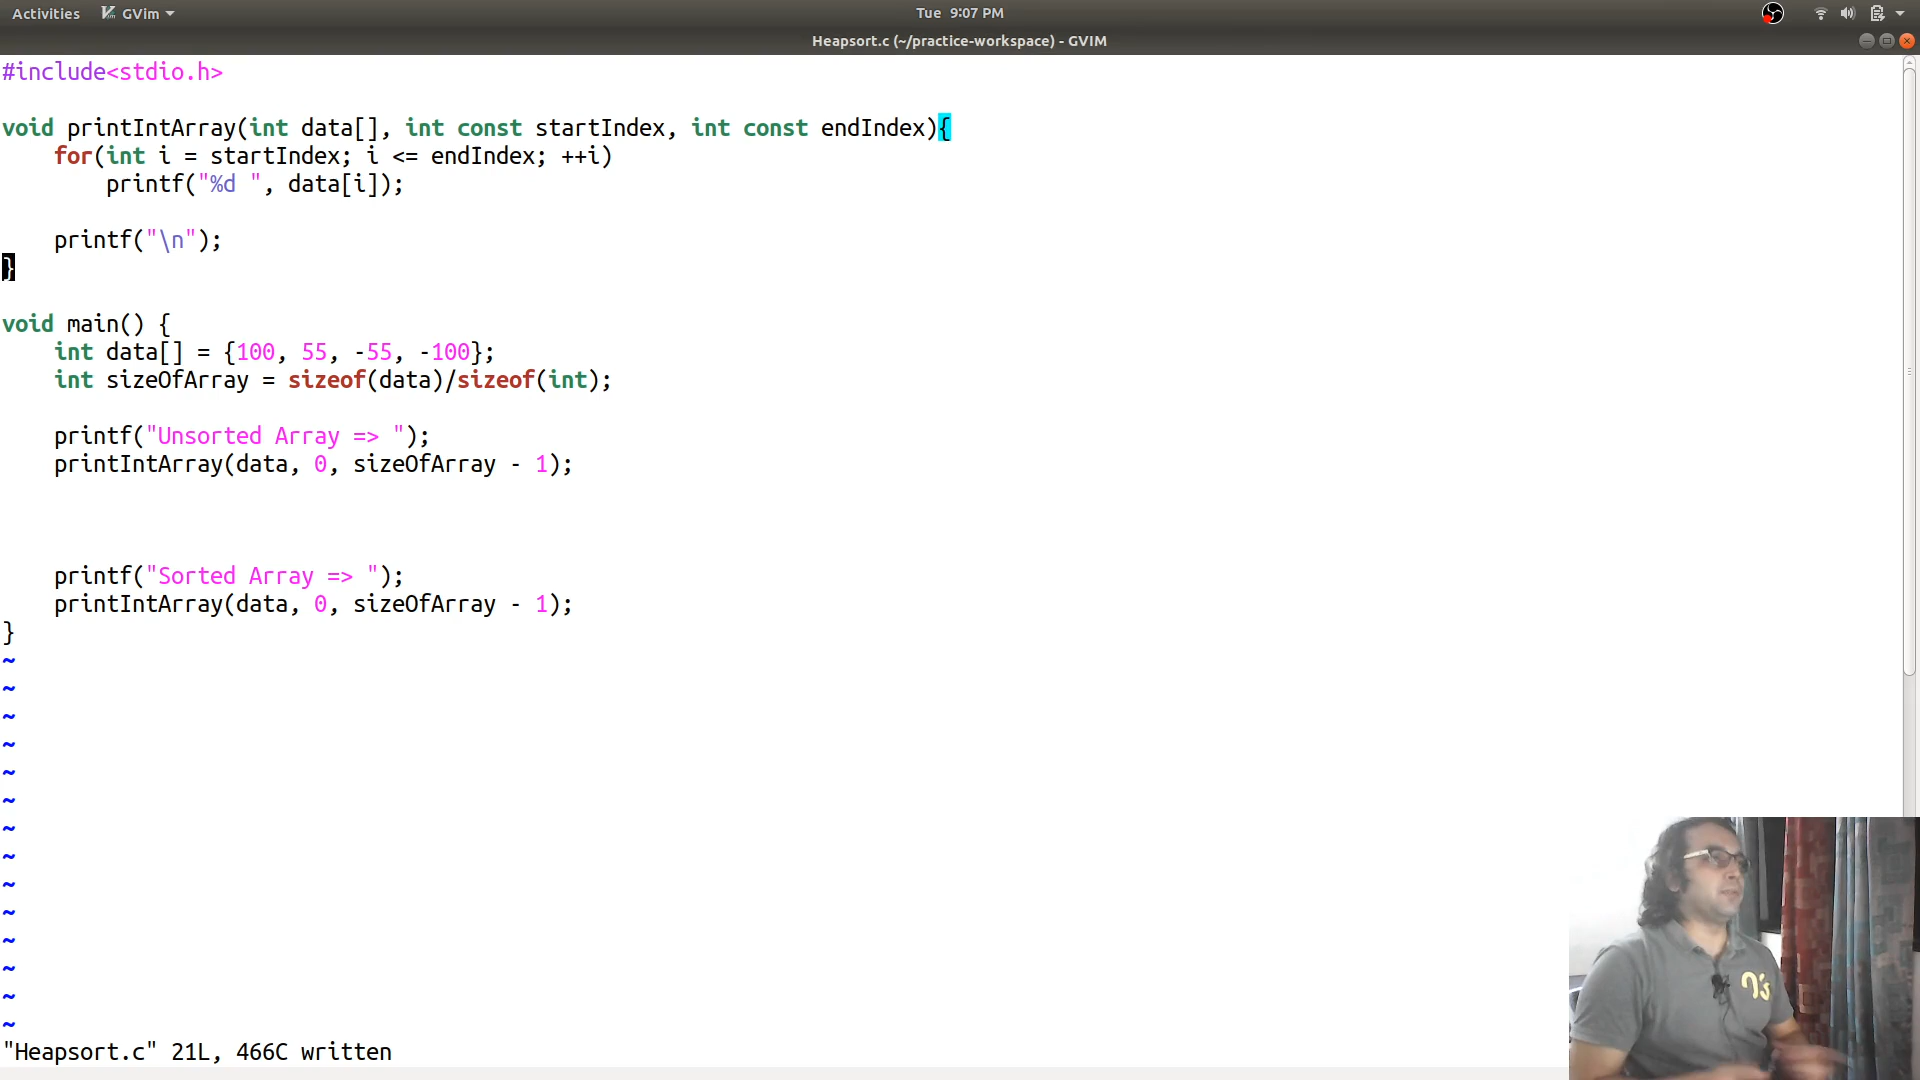 Activities GVim Tue 9:07 PM
Heapsort.c (~/practice-workspace) - GVIM
#include<stdio.h>
void printIntArray(int data[], int const startIndex, int const endIndex){
    for(int i = startIndex; i <= endIndex; ++i)
        printf("%d ", data[i]);
    printf("\n");
}
void main() {
    int data[] = {100, 55, -55, -100};
    int sizeOfArray = sizeof(data)/sizeof(int);
    printf("Unsorted Array => ");
    printIntArray(data, 0, sizeOfArray - 1);
    printf("Sorted Array => ");
    printIntArray(data, 0, sizeOfArray - 1);
}
~
~
~
~
~
~
~
~
~
~
~
~
~
~
"Heapsort.c" 21L, 466C written